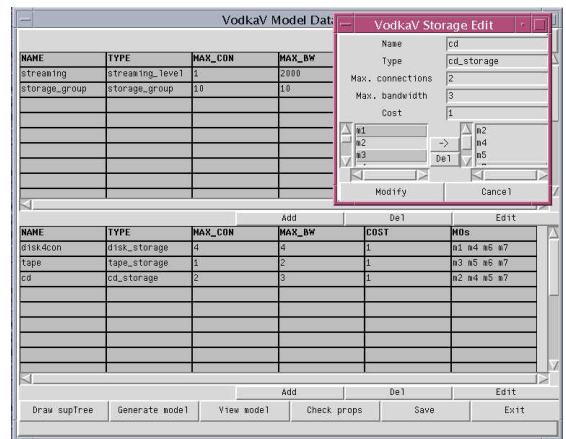 VodkaV Model Data
VodkaV Storage Edit
Name cd
Type cd_storage
Max. connections 2
Max. bandwidth 3
Cost 1
m1 m2
m2 -> m4
m3 Del m5
Modify Cancel
NAME TYPE MAX_CON MAX_BW
streaming streaming_level 1 2000
storage_group storage_group 10 10
Add Del Edit
NAME TYPE MAX_CON MAX_BW COST MOs
disk4con disk_storage 4 4 1 m1 m4 m6 m7
tape tape_storage 1 2 1 m3 m5 m6 m7
cd cd_storage 2 3 1 m2 m4 m5 m7
Add Del Edit
Draw supTree Generate model View model Check props Save Exit